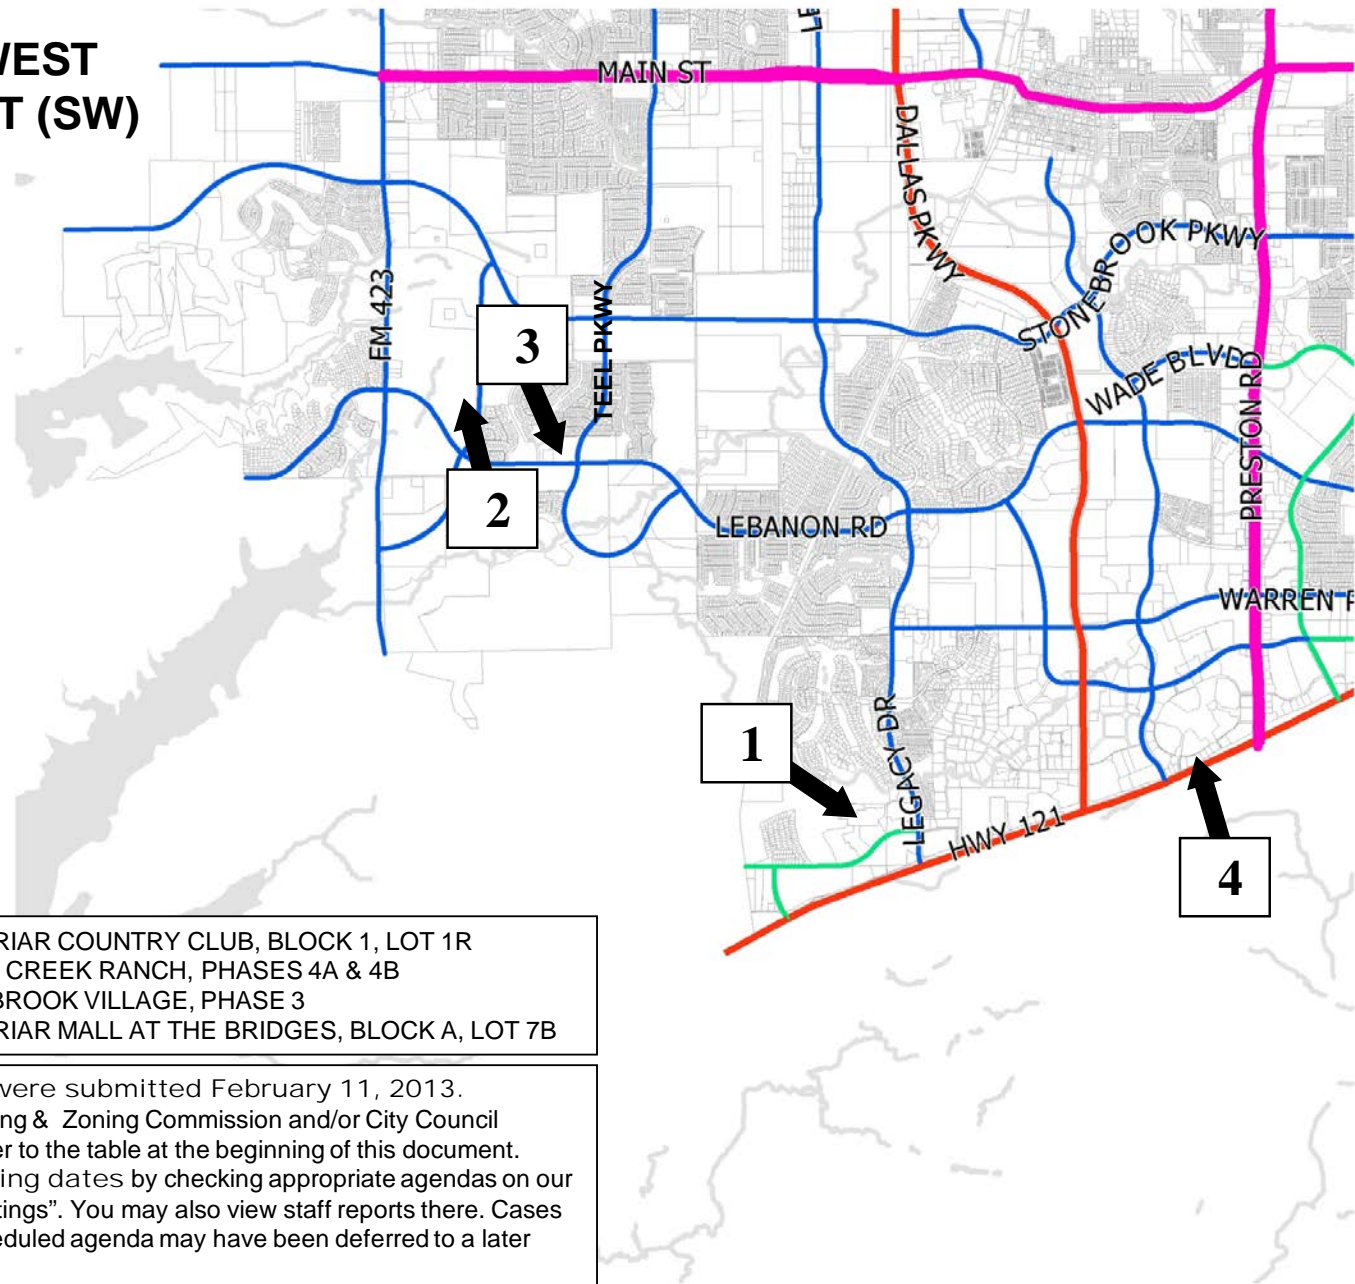 WEST
T (SW)
MAIN ST
LE
DALLAS PKWY
STONEBROOK PKWY
FM 423
TEEL PKWY
3
WADE BLVD
PRESTON RD
2
LEBANON RD
WARREN P
1
LEGACY DR
HWY 121
4
RIAR COUNTRY CLUB, BLOCK 1, LOT 1R
CREEK RANCH, PHASES 4A & 4B
BROOK VILLAGE, PHASE 3
RIAR MALL AT THE BRIDGES, BLOCK A, LOT 7B
were submitted February 11, 2013.
ing & Zoning Commission and/or City Council
er to the table at the beginning of this document.
ing dates by checking appropriate agendas on our
tings”. You may also view staff reports there. Cases
eduled agenda may have been deferred to a later